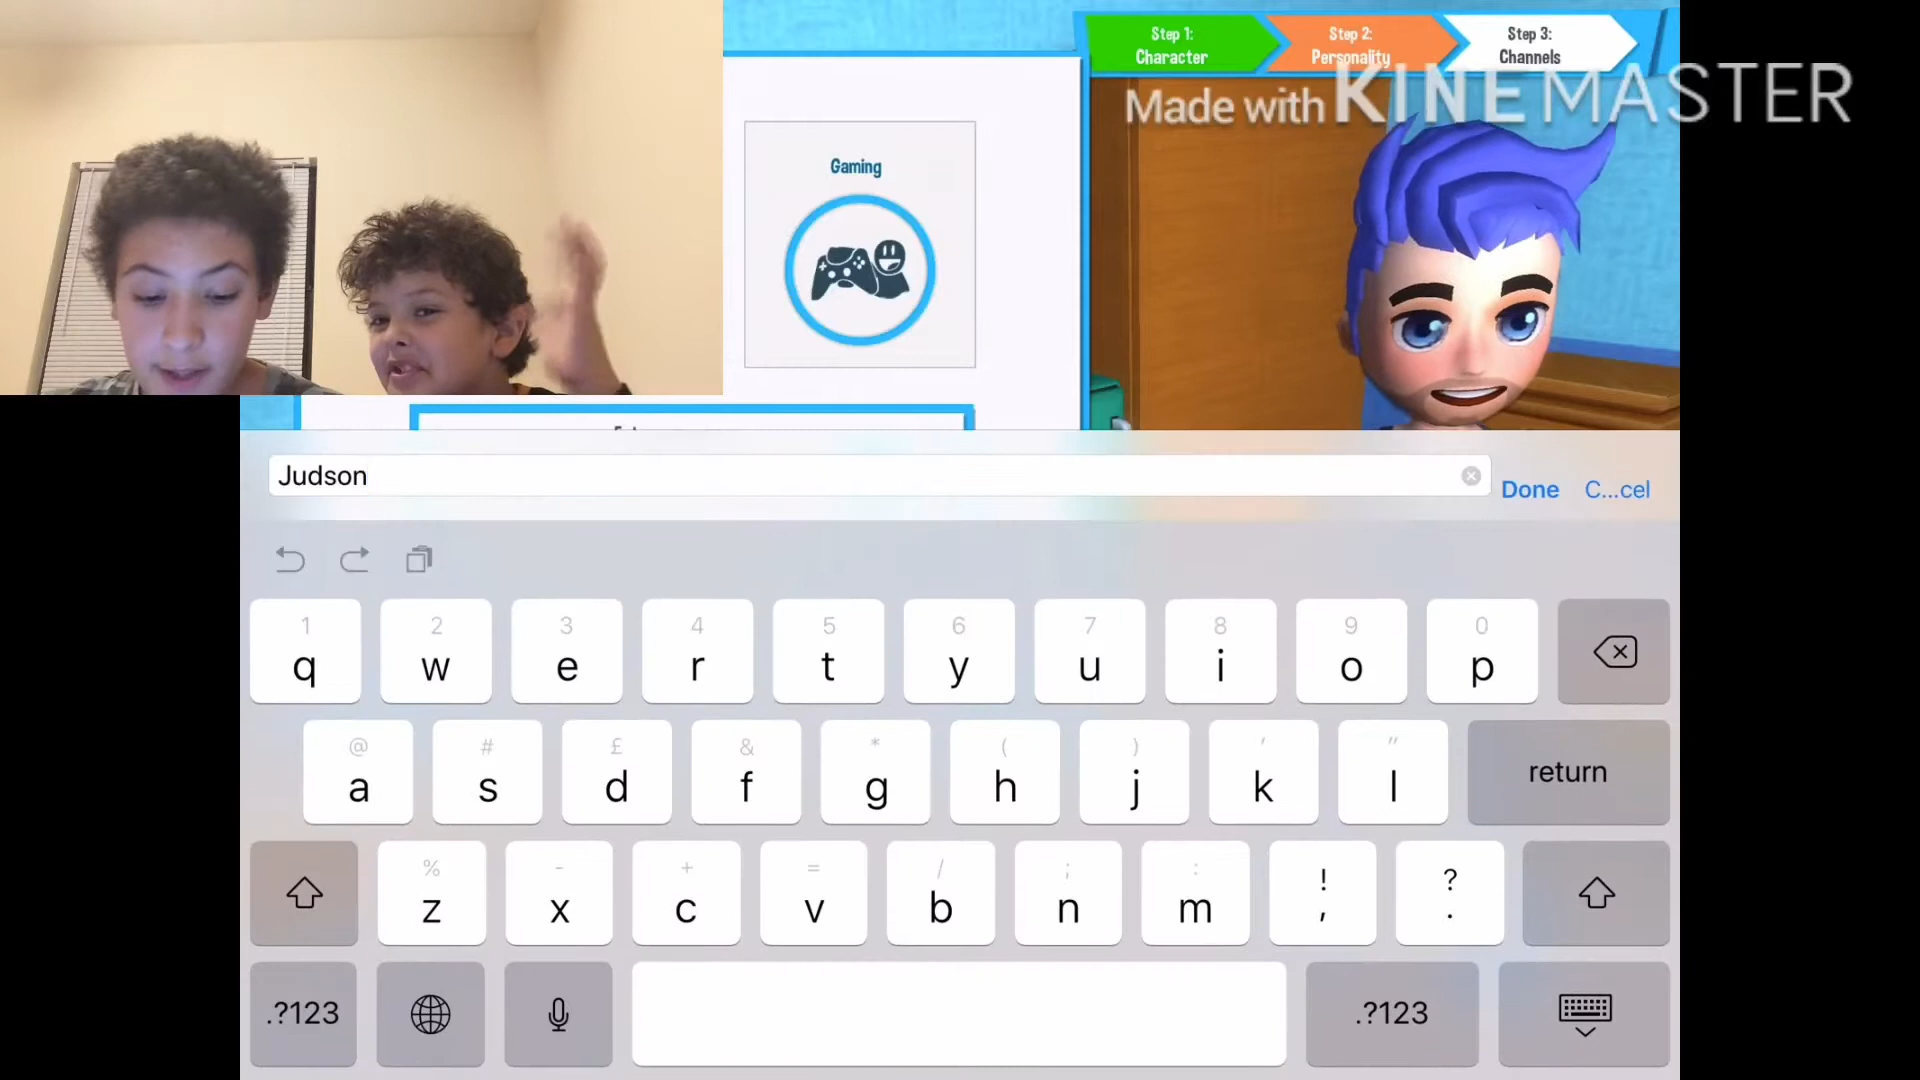 Step 1:
Character
Step 2:
Personality
Step 3:
Channels
Made with KINEMASTER
Gaming
Judson
Done
C...cel
1 2 3 4 5 6 7 8 9 0
q w e r t y u i o p
@ # £ & * ( ) ' "
a s d f g h j k l
return
% - + = / ; : ! ?
z x c v b n m , .
.?123
.?123